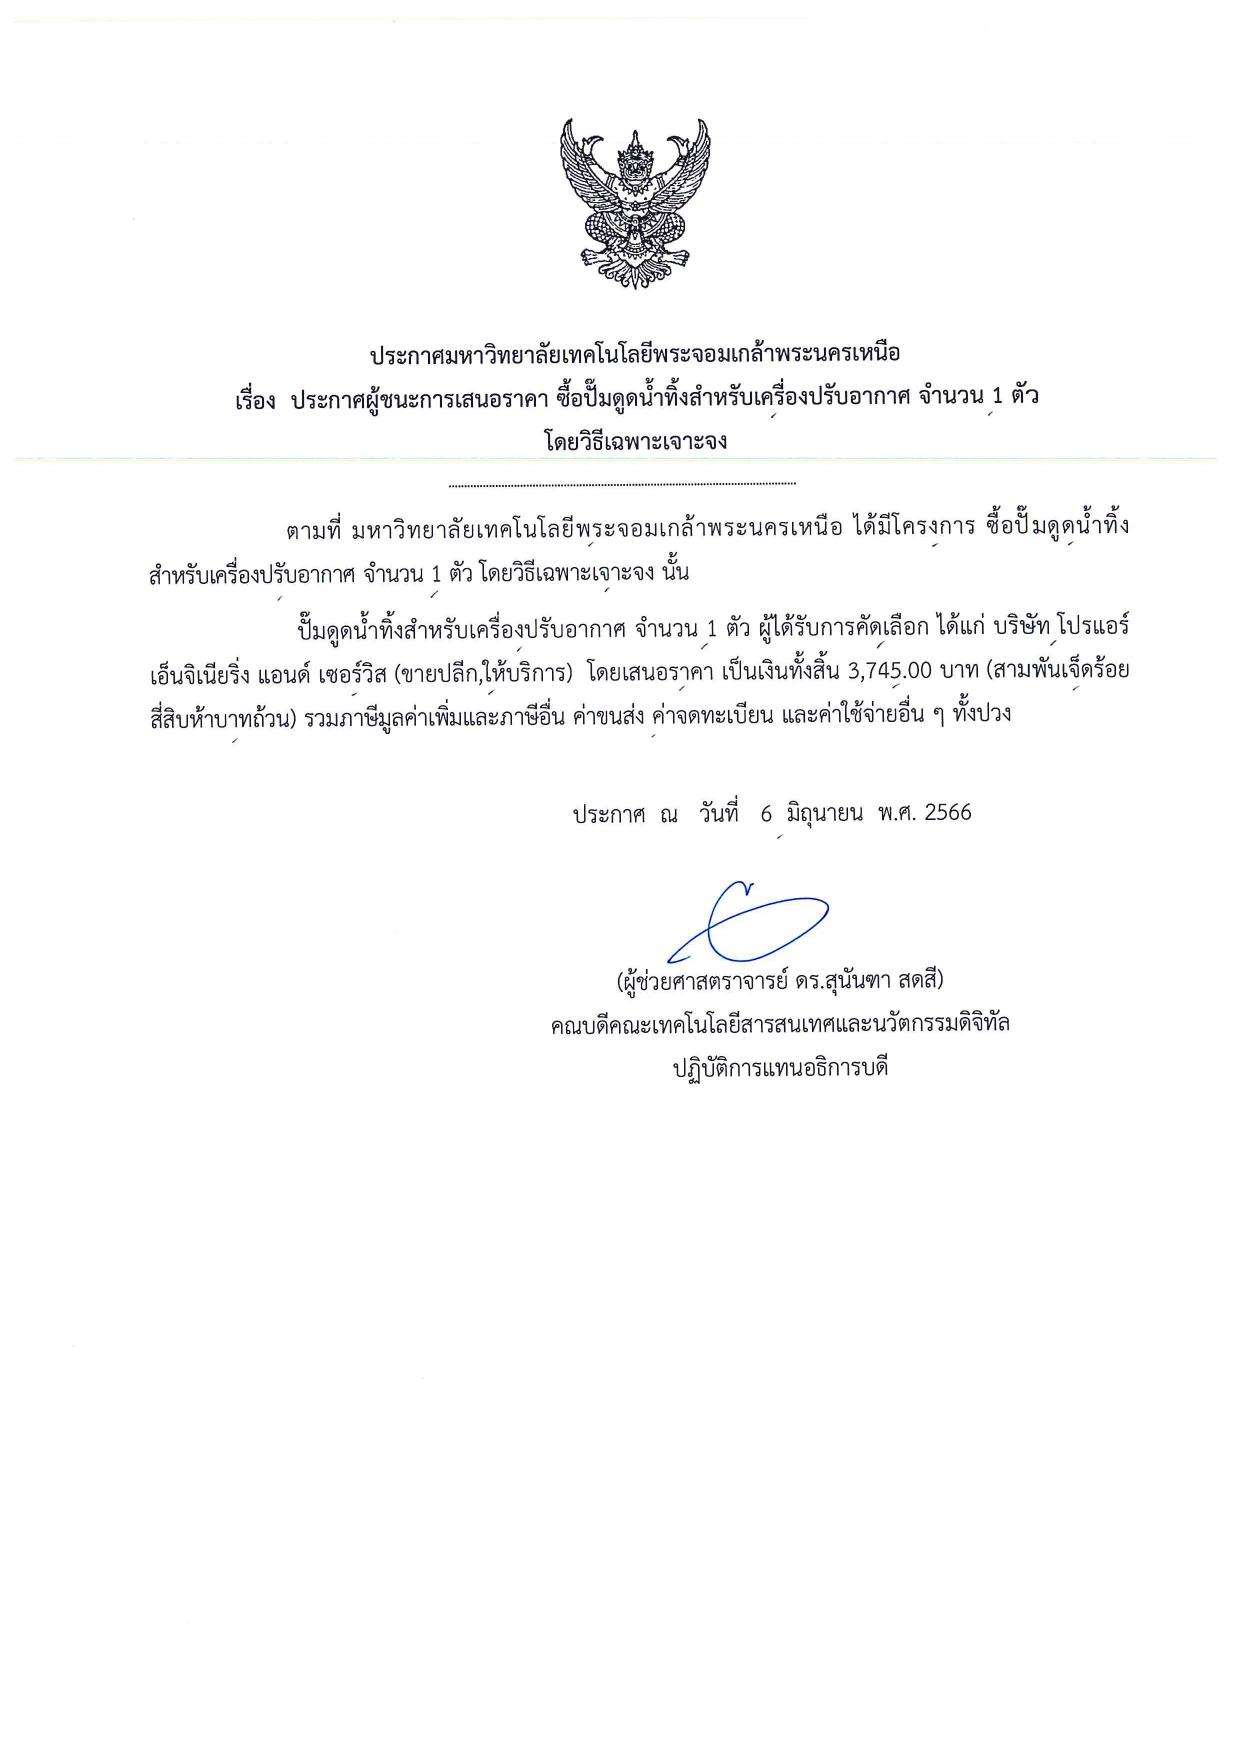 ประกาศมหาวิทยาลัยเทคโนโลยีพระจอมเกล้าพระนครเหนือ
เรื่อง ประกาศผู้ชนะการเสนอราคา ซื้อปั๊มดูดน้ำทิ้งสำหรับเครื่องปรับอากาศ จำนวน 1 ตัว
โดยวิธีเฉพาะเจาะจง
ตามที่ มหาวิทยาลัยเทคโนโลยีพระจอมเกล้าพระนครเหนือ ได้มีโครงการ ซื้อปั๊มดูดน้ำทิ้ง
สำหรับเครื่องปรับอากาศ จำนวน 1 ตัว โดยวิธีเฉพาะเจาะจง นั้น
ปั๊มดูดน้ำทิ้งสำหรับเครื่องปรับอากาศ จำนวน 1 ตัว ผู้ได้รับการคัดเลือก ได้แก่ บริษัท โปรแอร์
เอ็นจิเนียริ่ง แอนด์ เซอร์วิส (ขายปลีก,ให้บริการ) โดยเสนอราคา เป็นเงินทั้งสิ้น 3,745.00 บาท (สามพันเจ็ดร้อย
สี่สิบห้าบาทถ้วน) รวมภาษีมูลค่าเพิ่มและภาษีอื่น ค่าขนส่ง ค่าจดทะเบียน และค่าใช้จ่ายอื่น ๆ ทั้งปวง
ประกาศ ณ วันที่ 6 มิถุนายน พ.ศ. 2566
(ผู้ช่วยศาสตราจารย์ ดร.สุนันฑา สดสี)
คณบดีคณะเทคโนโลยีสารสนเทศและนวัตกรรมดิจิทัล
ปฏิบัติการแทนอธิการบดี